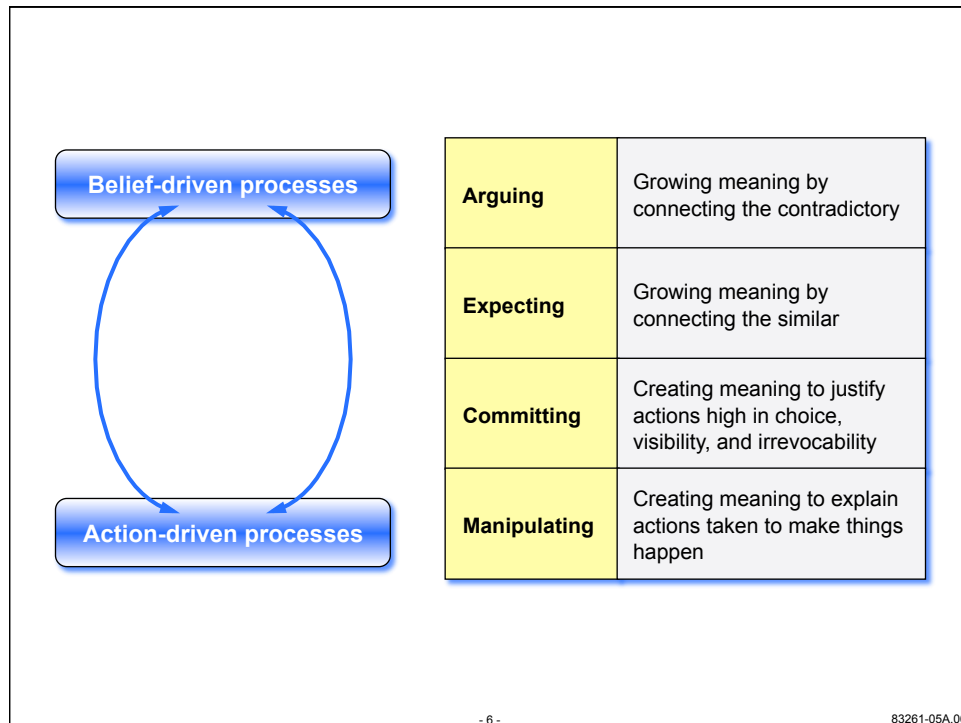 Belief-driven processes
Action-driven processes
Arguing
Growing meaning by
connecting the contradictory
Expecting
Growing meaning by
connecting the similar
Committing
Creating meaning to justify
actions high in choice,
visibility, and irrevocability
Manipulating
Creating meaning to explain
actions taken to make things
happen
- 6 -